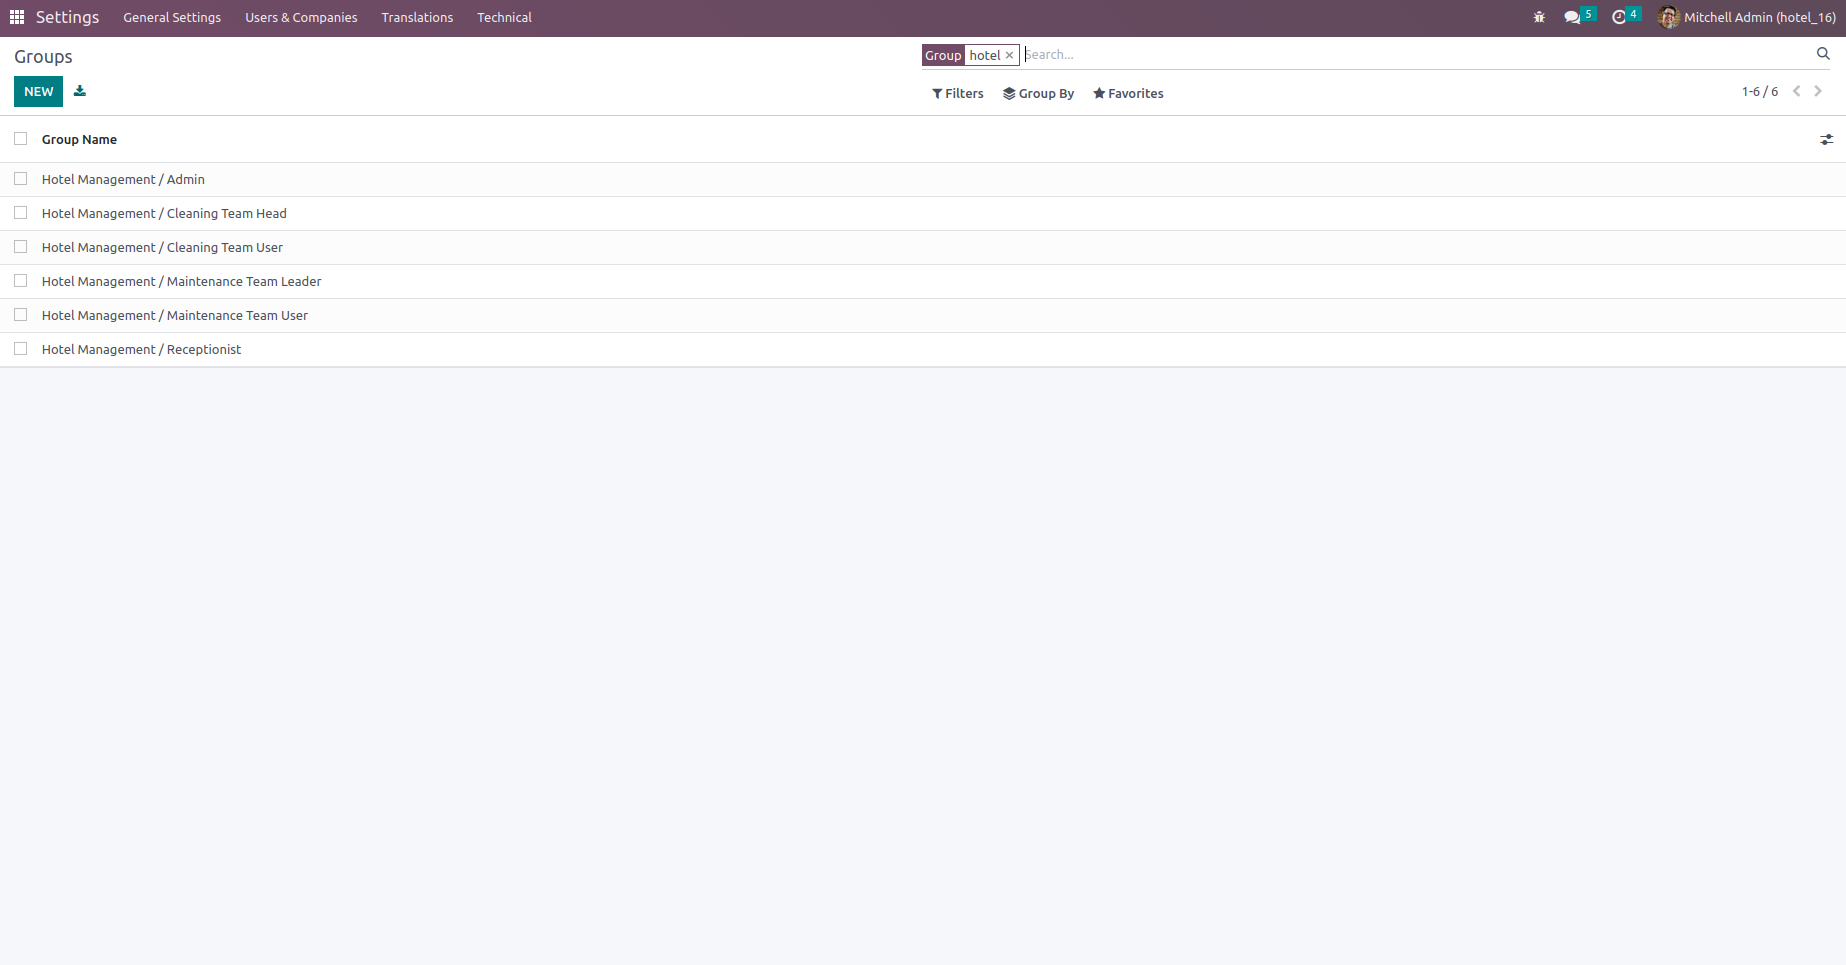 Settings General Settings Users & Companies Translations Technical 5 4 Mitchell Admin (hotel_16)
Groups Group hotel × Search...
NEW Filters Group By Favorites 1-6 / 6
Group Name
Hotel Management / Admin
Hotel Management / Cleaning Team Head
Hotel Management / Cleaning Team User
Hotel Management / Maintenance Team Leader
Hotel Management / Maintenance Team User
Hotel Management / Receptionist